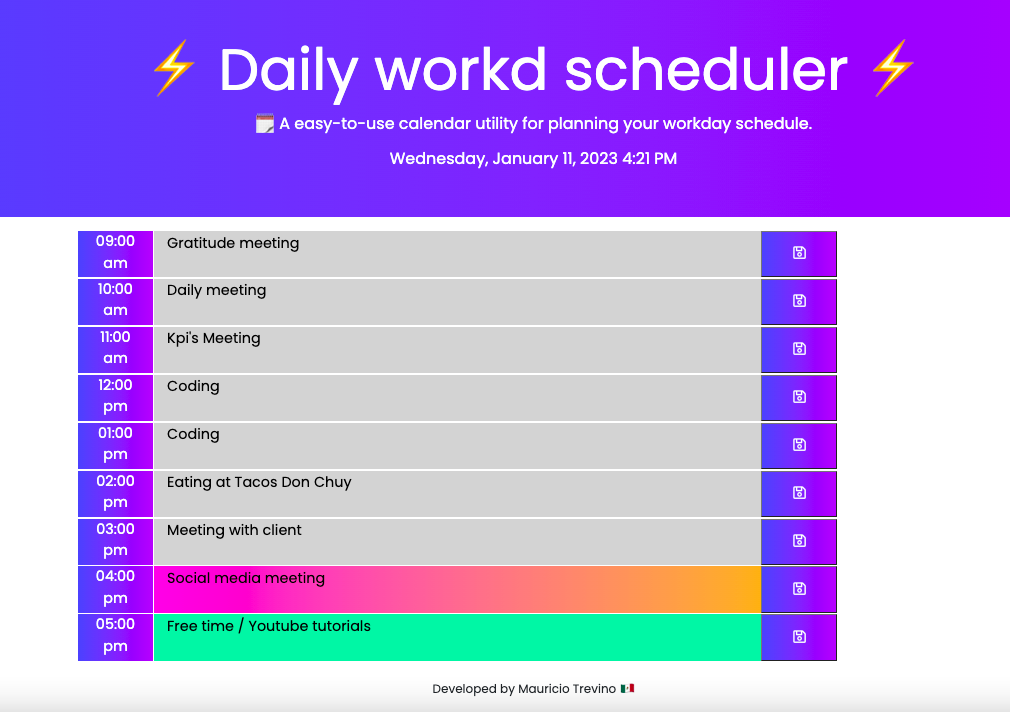 ⚡ Daily workd scheduler ⚡
🗓️ A easy-to-use calendar utility for planning your workday schedule.
Wednesday, January 11, 2023 4:21 PM
09:00
am
Gratitude meeting
10:00
am
Daily meeting
11:00
am
Kpi's Meeting
12:00
pm
Coding
01:00
pm
Coding
02:00
pm
Eating at Tacos Don Chuy
03:00
pm
Meeting with client
04:00
pm
Social media meeting
05:00
pm
Free time / Youtube tutorials
Developed by Mauricio Trevino 🇲🇽